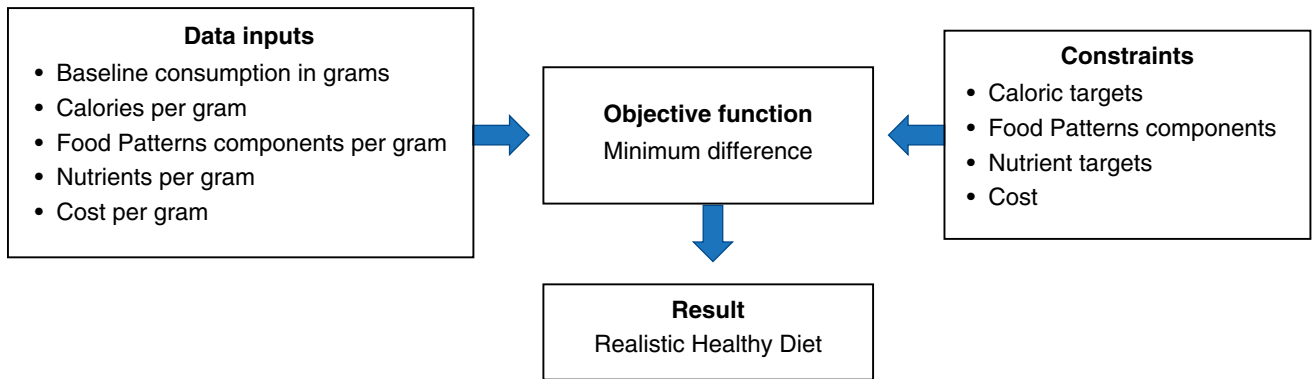 Data inputs
• Baseline consumption in grams
• Calories per gram
• Food Patterns components per gram
• Nutrients per gram
• Cost per gram
Objective function
Minimum difference
Constraints
• Caloric targets
• Food Patterns components
• Nutrient targets
• Cost
Result
Realistic Healthy Diet